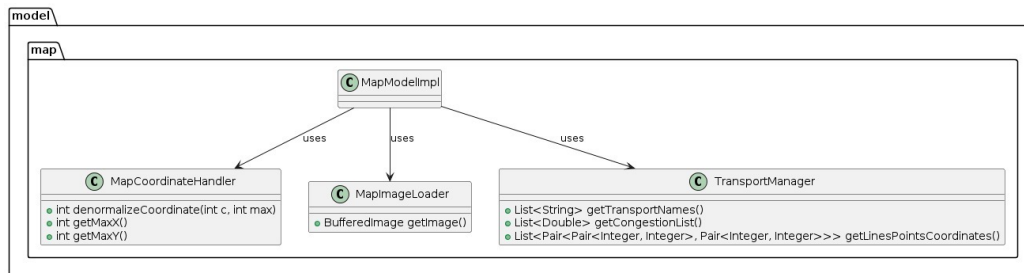 model
map
C MapModelImpl
uses
uses
uses
C MapCoordinateHandler
int denormalizeCoordinate(int c, int max)
int getMaxX()
int getMaxY()
C MapImageLoader
BufferedImage getImage()
C TransportManager
List<String> getTransportNames()
List<Double> getCongestionList()
List<Pair<Pair<Integer, Integer>, Pair<Integer, Integer>>> getLinesPointsCoordinates()